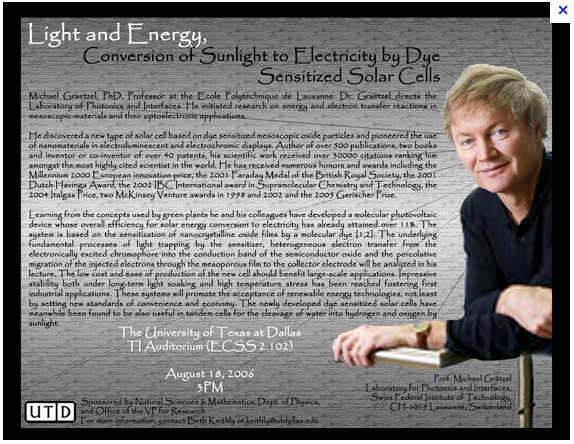 Light and Energy,
Conversion of Sunlight to Electricity by Dye
Sensitized Solar Cells
Michael Graetzel, PhD, Professor at the Ecole Polytechnique de Lausanne. Dr. Graetzel directs the
Laboratory of Photonics and Interfaces. He initiated research on energy and electron transfer reactions in
mesoscopic-materials and their optoelectronic applications.
He discovered a new type of solar cell based on dye sensitized mesoscopic oxide particles and pioneered the use
of nanomaterials in electroluminescent and electrochromic displays. Author of over 500 publications, two books
and inventor or co-inventor of over 40 patents, his scientific work received over 30000 citations ranking him
amongst the most highly cited scientist in the world. He has received numerous honors and awards including the
Millennium 2000 European innovation prize, the 2001 Faraday Medal of the British Royal Society, the 2001
Dutch Havinga Award, the 2002 IBC International award in Supramolecular Chemistry and Technology, the
2004 Italgas Prize, two McKinsey Venture awards in 1998 and 2002 and the 2005 Gerischer Prize.
Learning from the concepts used by green plants he and his colleagues have developed a molecular photovoltaic
device whose overall efficiency for solar energy conversion to electricity has already attained over 11%. The
system is based on the sensitization of nanocrystalline oxide films by a molecular dye [1,2]. The underlying
fundamental processes of light trapping by the sensitizer, heterogeneous electron transfer from the
electronically excited chromophore into the conduction band of the semiconductor oxide and the percolative
migration of the injected electrons through the mesoporous film to the collector electrode will be analyzed in his
lecture. The low cost and ease of production of the new cell should benefit large-scale applications. Impressive
stability both under long-term light soaking and high temperature stress has been reached fostering first
industrial applications. These systems will promote the acceptance of renewable energy technologies, not least
by setting new standards of convenience and economy. The newly developed dye sensitized solar cells have
meanwhile been found to be also useful in tandem cells for the cleavage of water into hydrogen and oxygen by
sunlight.
The University of Texas at Dallas
TI Auditorium (ECSS 2.102)
August 18, 2006
3PM
Prof. Michael Grätzel
Laboratory for Photonics and Interfaces,
Swiss Federal Institute of Technology,
CH-1015 Lausanne, Switzerland
UTD
Sponsored by Natural Sciences & Mathematics, Dept. of Physics,
and Office of the VP for Research
For more information, contact Beth Keithly at keithly@utdallas.edu